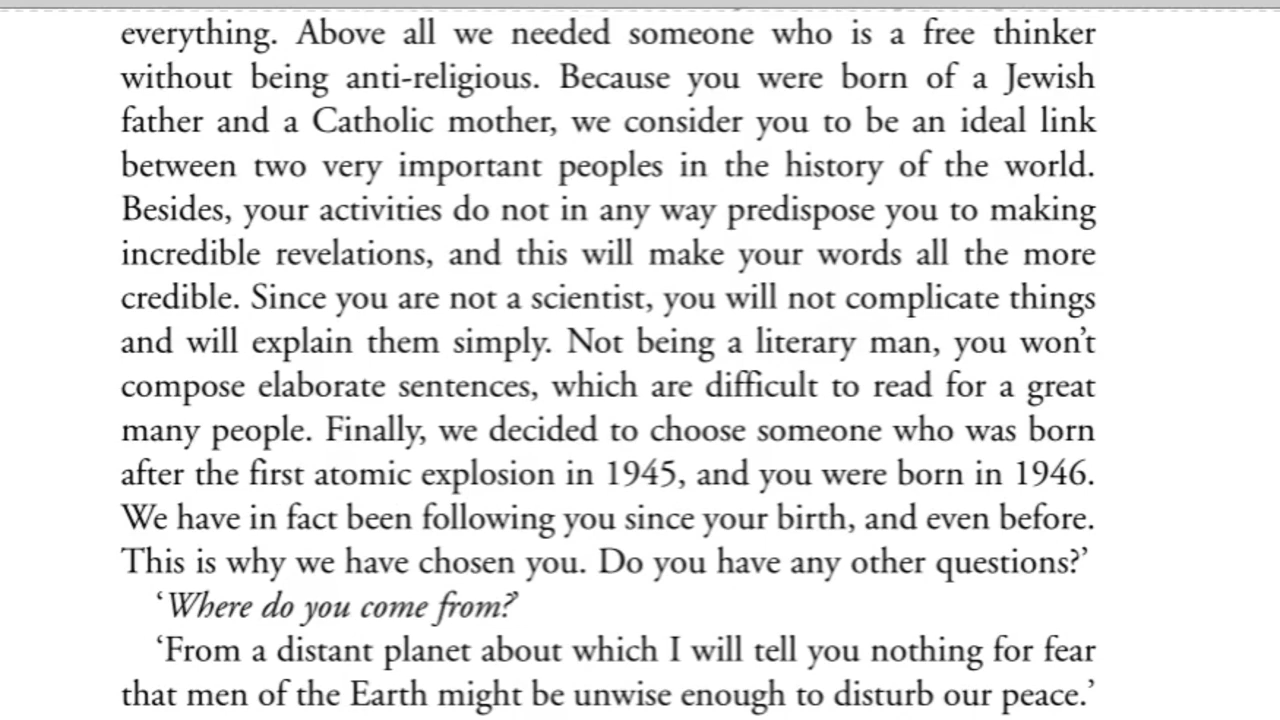 everything. Above all we needed someone who is a free thinker
without being anti-religious. Because you were born of a Jewish
father and a Catholic mother, we consider you to be an ideal link
between two very important peoples in the history of the world.
Besides, your activities do not in any way predispose you to making
incredible revelations, and this will make your words all the more
credible. Since you are not a scientist, you will not complicate things
and will explain them simply. Not being a literary man, you won’t
compose elaborate sentences, which are difficult to read for a great
many people. Finally, we decided to choose someone who was born
after the first atomic explosion in 1945, and you were born in 1946.
We have in fact been following you since your birth, and even before.
This is why we have chosen you. Do you have any other questions?’
‘Where do you come from?’
‘From a distant planet about which I will tell you nothing for fear
that men of the Earth might be unwise enough to disturb our peace.’